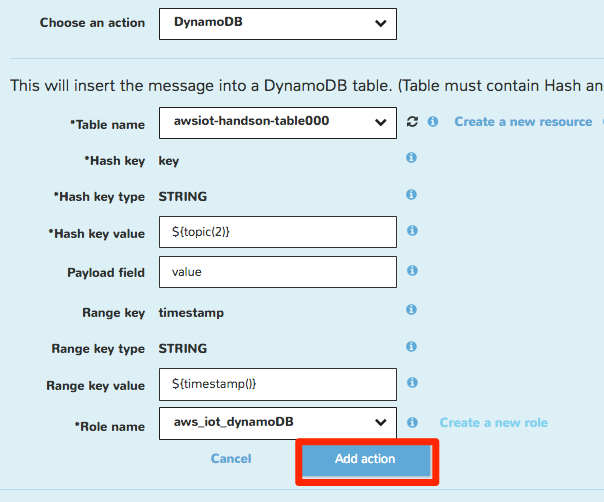 Choose an action DynamoDB
This will insert the message into a DynamoDB table. (Table must contain Hash an
*Table name awsiot-handson-table000 Create a new resource
*Hash key key
*Hash key type STRING
*Hash key value ${topic(2)}
Payload field value
Range key timestamp
Range key type STRING
Range key value ${timestamp()}
*Role name aws_iot_dynamoDB Create a new role
Cancel Add action